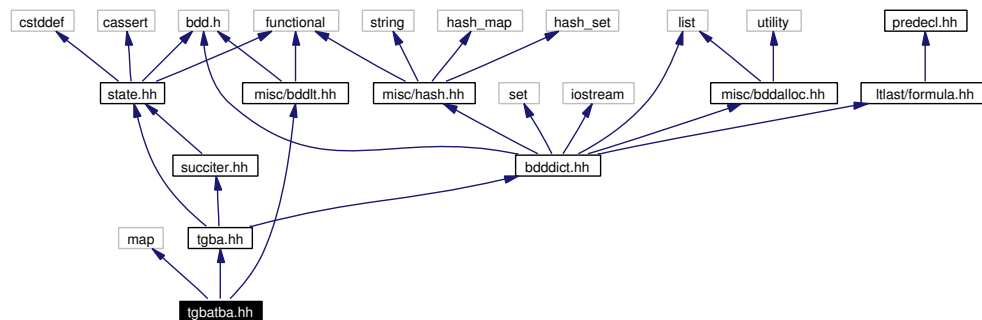 cstddef
cassert
bdd.h
functional
string
hash_map
hash_set
list
utility
predecl.hh
state.hh
misc/bddlt.hh
misc/hash.hh
set
iostream
misc/bddalloc.hh
ltlast/formula.hh
succiter.hh
bdddict.hh
map
tgba.hh
tgbatba.hh